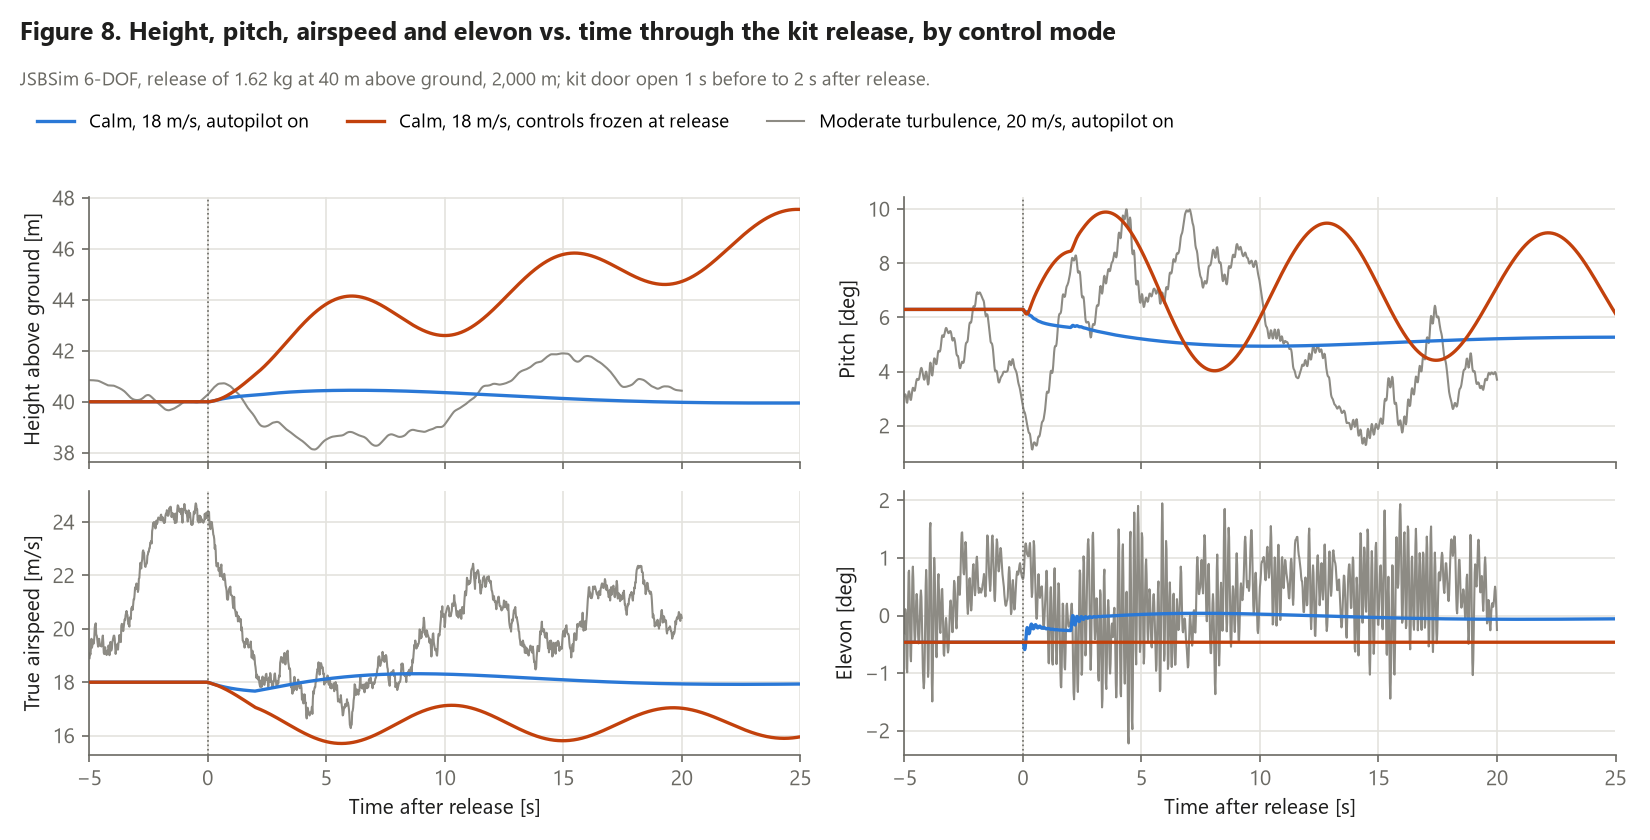 Figure 8. Height, pitch, airspeed and elevon vs. time through the kit release, by control mode
JSBSim 6-DOF, release of 1.62 kg at 40 m above ground, 2,000 m; kit door open 1 s before to 2 s after release.
Calm, 18 m/s, autopilot on
Calm, 18 m/s, controls frozen at release
Moderate turbulence, 20 m/s, autopilot on
Height above ground [m]
48
46
44
42
40
38
Pitch [deg]
10
8
6
4
2
True airspeed [m/s]
24
22
20
18
16
−5 0 5 10 15 20 25
Time after release [s]
Elevon [deg]
2
1
0
−1
−2
−5 0 5 10 15 20 25
Time after release [s]